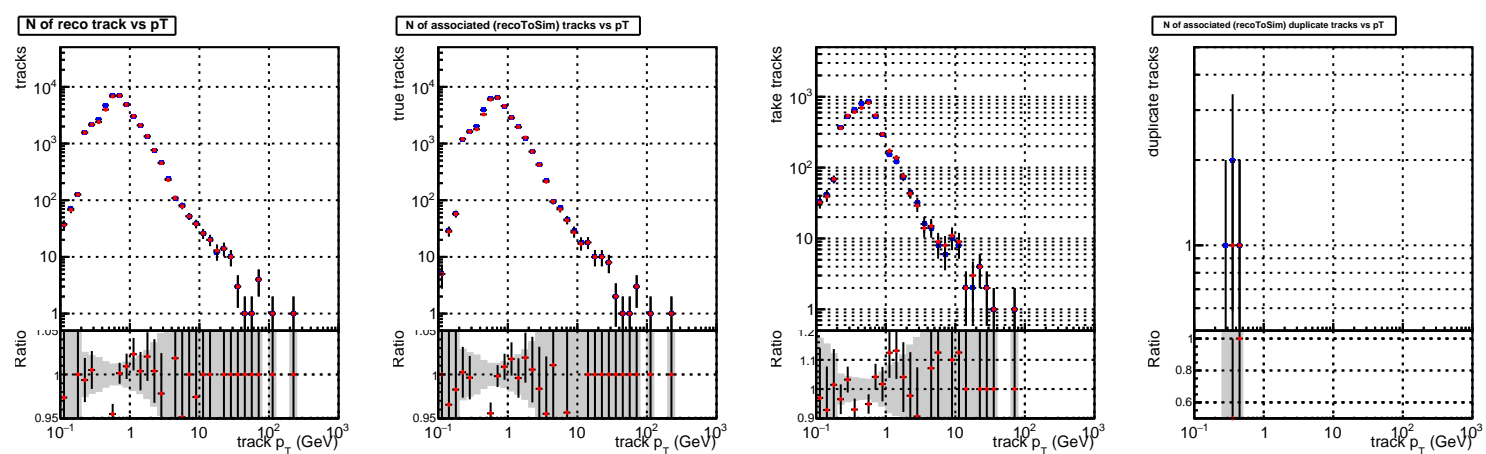 N of reco track vs pT
N of associated (recoToSim) tracks vs pT
N of associated (recoToSim) duplicate tracks vs pT
tracks
10^4
10^3
10^2
10
1
Ratio
1.05
1
0.95
10^-1 1 10 10^2 10^3
track p_T (GeV)
true tracks
10^4
10^3
10^2
10
1
Ratio
1.05
1
0.95
10^-1 1 10 10^2 10^3
track p_T (GeV)
fake tracks
10^3
10^2
10
1
Ratio
1.2
1.1
1
0.9
10^-1 1 10 10^2 10^3
track p_T (GeV)
duplicate tracks
1
Ratio
1
0.8
0.6
10^-1 1 10 10^2 10^3
track p_T (GeV)